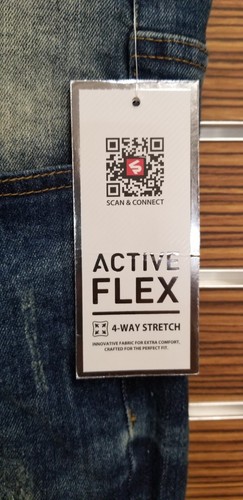 SCAN & CONNECT
ACTIVE
FLEX
4-WAY STRETCH
INNOVATIVE FABRIC FOR EXTRA COMFORT,
CRAFTED FOR THE PERFECT FIT.